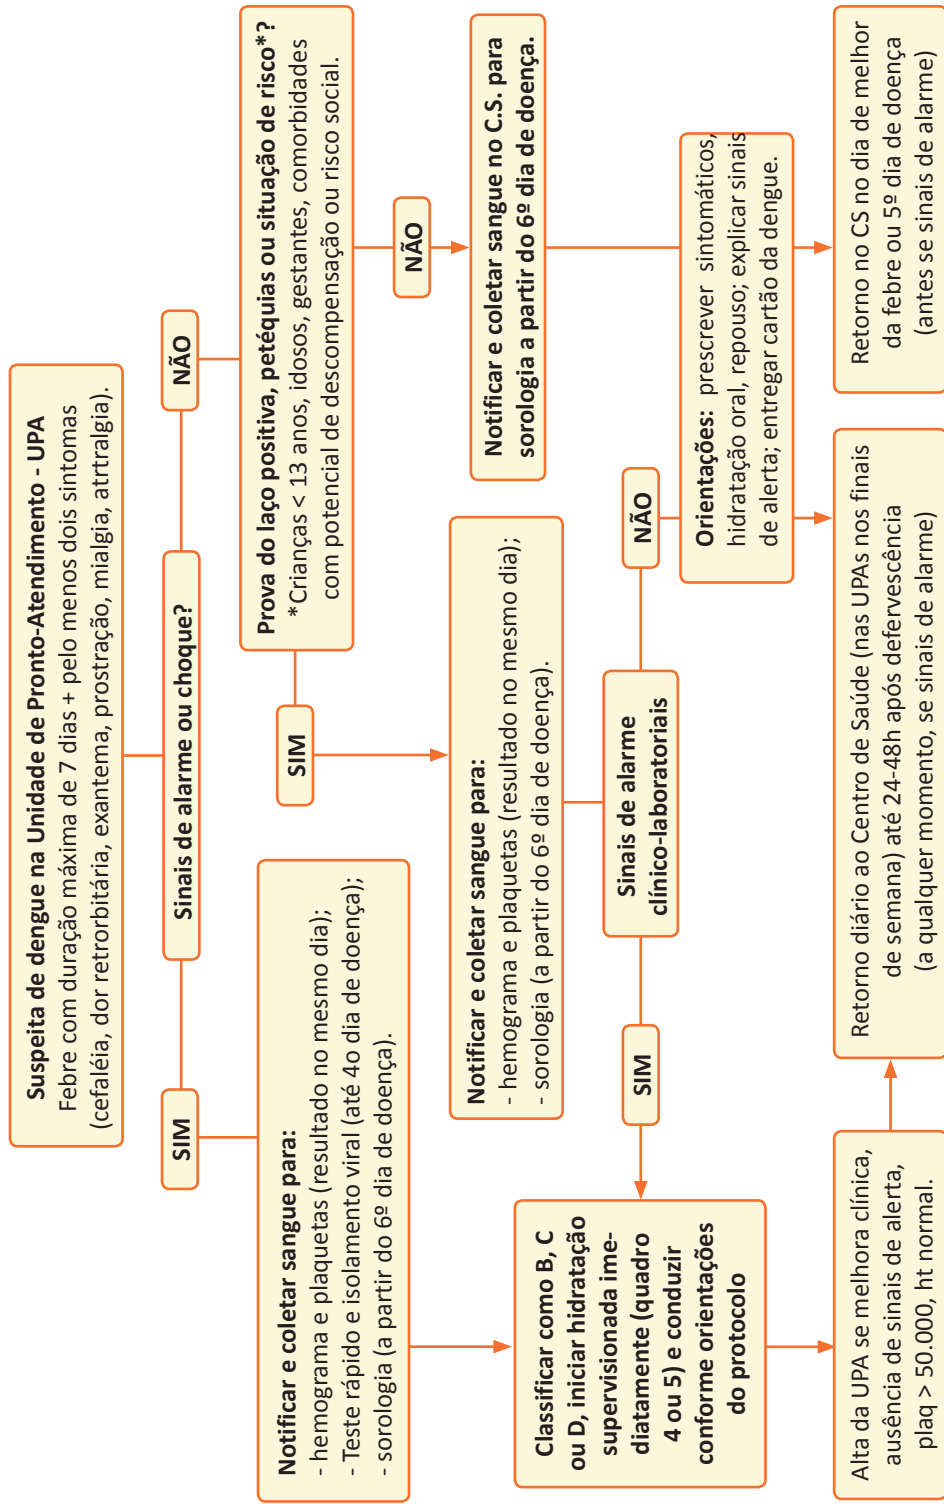 Suspeita de dengue na Unidade de Pronto-Atendimento - UPA
Febre com duração máxima de 7 dias + pelo menos dois sintomas
(cefaléia, dor retrorbitária, exantema, prostração, mialgia, atrtralgia).
Sinais de alarme ou choque?
SIM
NÃO
Notificar e coletar sangue para:
- hemograma e plaquetas (resultado no mesmo dia);
- Teste rápido e isolamento viral (até 4o dia de doença);
- sorologia (a partir do 6º dia de doença).
Prova do laço positiva, petéquias ou situação de risco*?
*Crianças < 13 anos, idosos, gestantes, comorbidades
com potencial de descompensação ou risco social.
SIM
NÃO
Notificar e coletar sangue para:
- hemograma e plaquetas (resultado no mesmo dia);
- sorologia (a partir do 6º dia de doença).
Notificar e coletar sangue no C.S. para
sorologia a partir do 6º dia de doença.
Sinais de alarme
clínico-laboratoriais
SIM
NÃO
Classificar como B, C
ou D, iniciar hidratação
supervisionada ime-
diatamente (quadro
4 ou 5) e conduzir
conforme orientações
do protocolo
Orientações: prescrever sintomáticos,
hidratação oral, repouso; explicar sinais
de alerta; entregar cartão da dengue.
Alta da UPA se melhora clínica,
ausência de sinais de alerta,
plaq > 50.000, ht normal.
Retorno diário ao Centro de Saúde (nas UPAs nos finais
de semana) até 24-48h após defervescência
(a qualquer momento, se sinais de alarme)
Retorno no CS no dia de melhor
da febre ou 5º dia de doença
(antes se sinais de alarme)